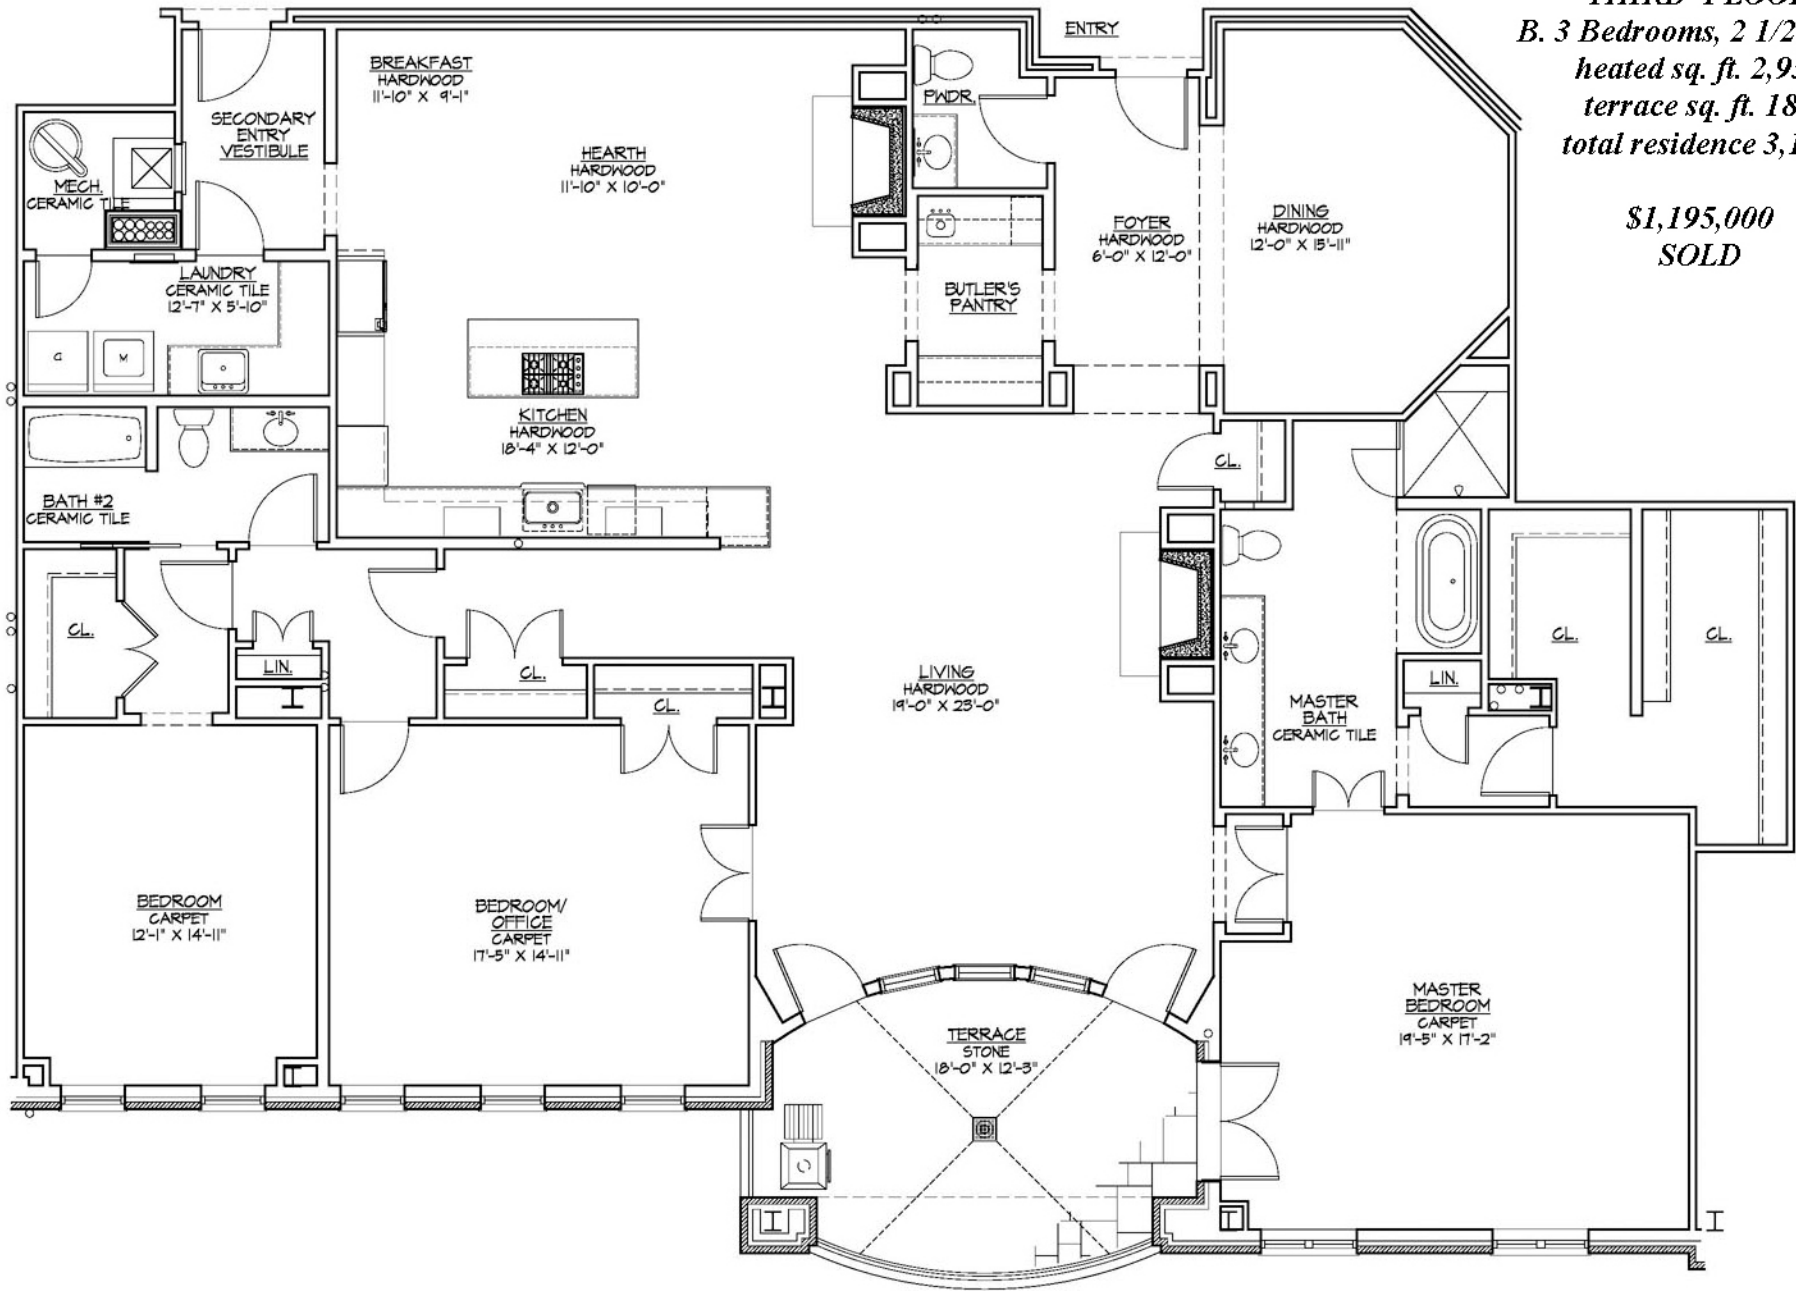 THIRD FLOO
B. 3 Bedrooms, 2 1/2
heated sq. ft. 2,9
terrace sq. ft. 18
total residence 3,1
$1,195,000
SOLD
ENTRY
BREAKFAST
HARDWOOD
11'-10" X 9'-1"
SECONDARY
ENTRY
VESTIBULE
HEARTH
HARDWOOD
11'-10" X 10'-0"
PWDR.
MECH.
CERAMIC TILE
FOYER
HARDWOOD
6'-0" X 12'-0"
DINING
HARDWOOD
12'-0" X 15'-11"
LAUNDRY
CERAMIC TILE
12'-7" X 5'-10"
BUTLER'S
PANTRY
G
M
KITCHEN
HARDWOOD
18'-4" X 12'-0"
CL.
BATH #2
CERAMIC TILE
CL.
LIN.
CL.
CL.
LIVING
HARDWOOD
19'-0" X 23'-0"
CL.
CL.
LIN.
MASTER
BATH
CERAMIC TILE
BEDROOM
CARPET
12'-1" X 14'-11"
BEDROOM/
OFFICE
CARPET
17'-5" X 14'-11"
MASTER
BEDROOM
CARPET
19'-5" X 17'-2"
TERRACE
STONE
18'-0" X 12'-3"